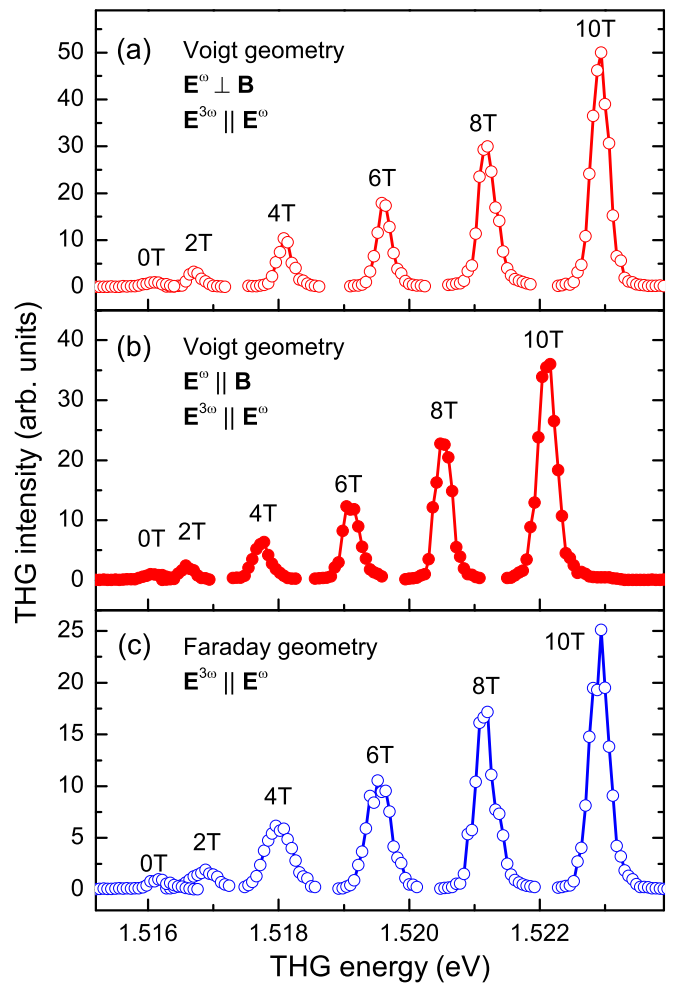 (a) Voigt geometry
E^ω ⊥ B
E^3ω || E^ω
0T 2T 4T 6T 8T 10T
50
40
30
20
10
0
(b) Voigt geometry
E^ω || B
E^3ω || E^ω
0T 2T 4T 6T 8T 10T
40
30
20
10
0
(c) Faraday geometry
E^3ω || E^ω
0T 2T 4T 6T 8T 10T
25
20
15
10
5
0
THG intensity (arb. units)
1.516 1.518 1.520 1.522
THG energy (eV)